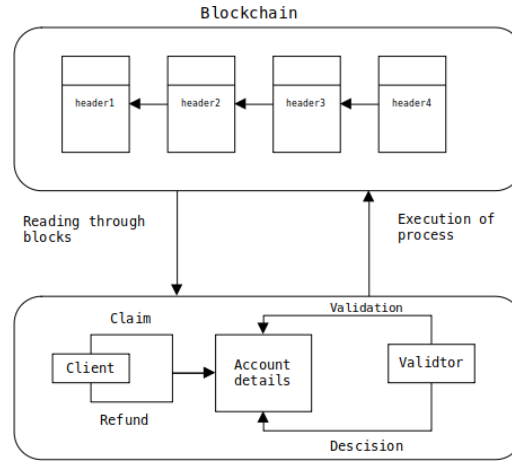 Blockchain
header1
header2
header3
header4
Reading through
blocks
Execution of
process
Claim
Validation
Client
Account
details
Validtor
Refund
Descision